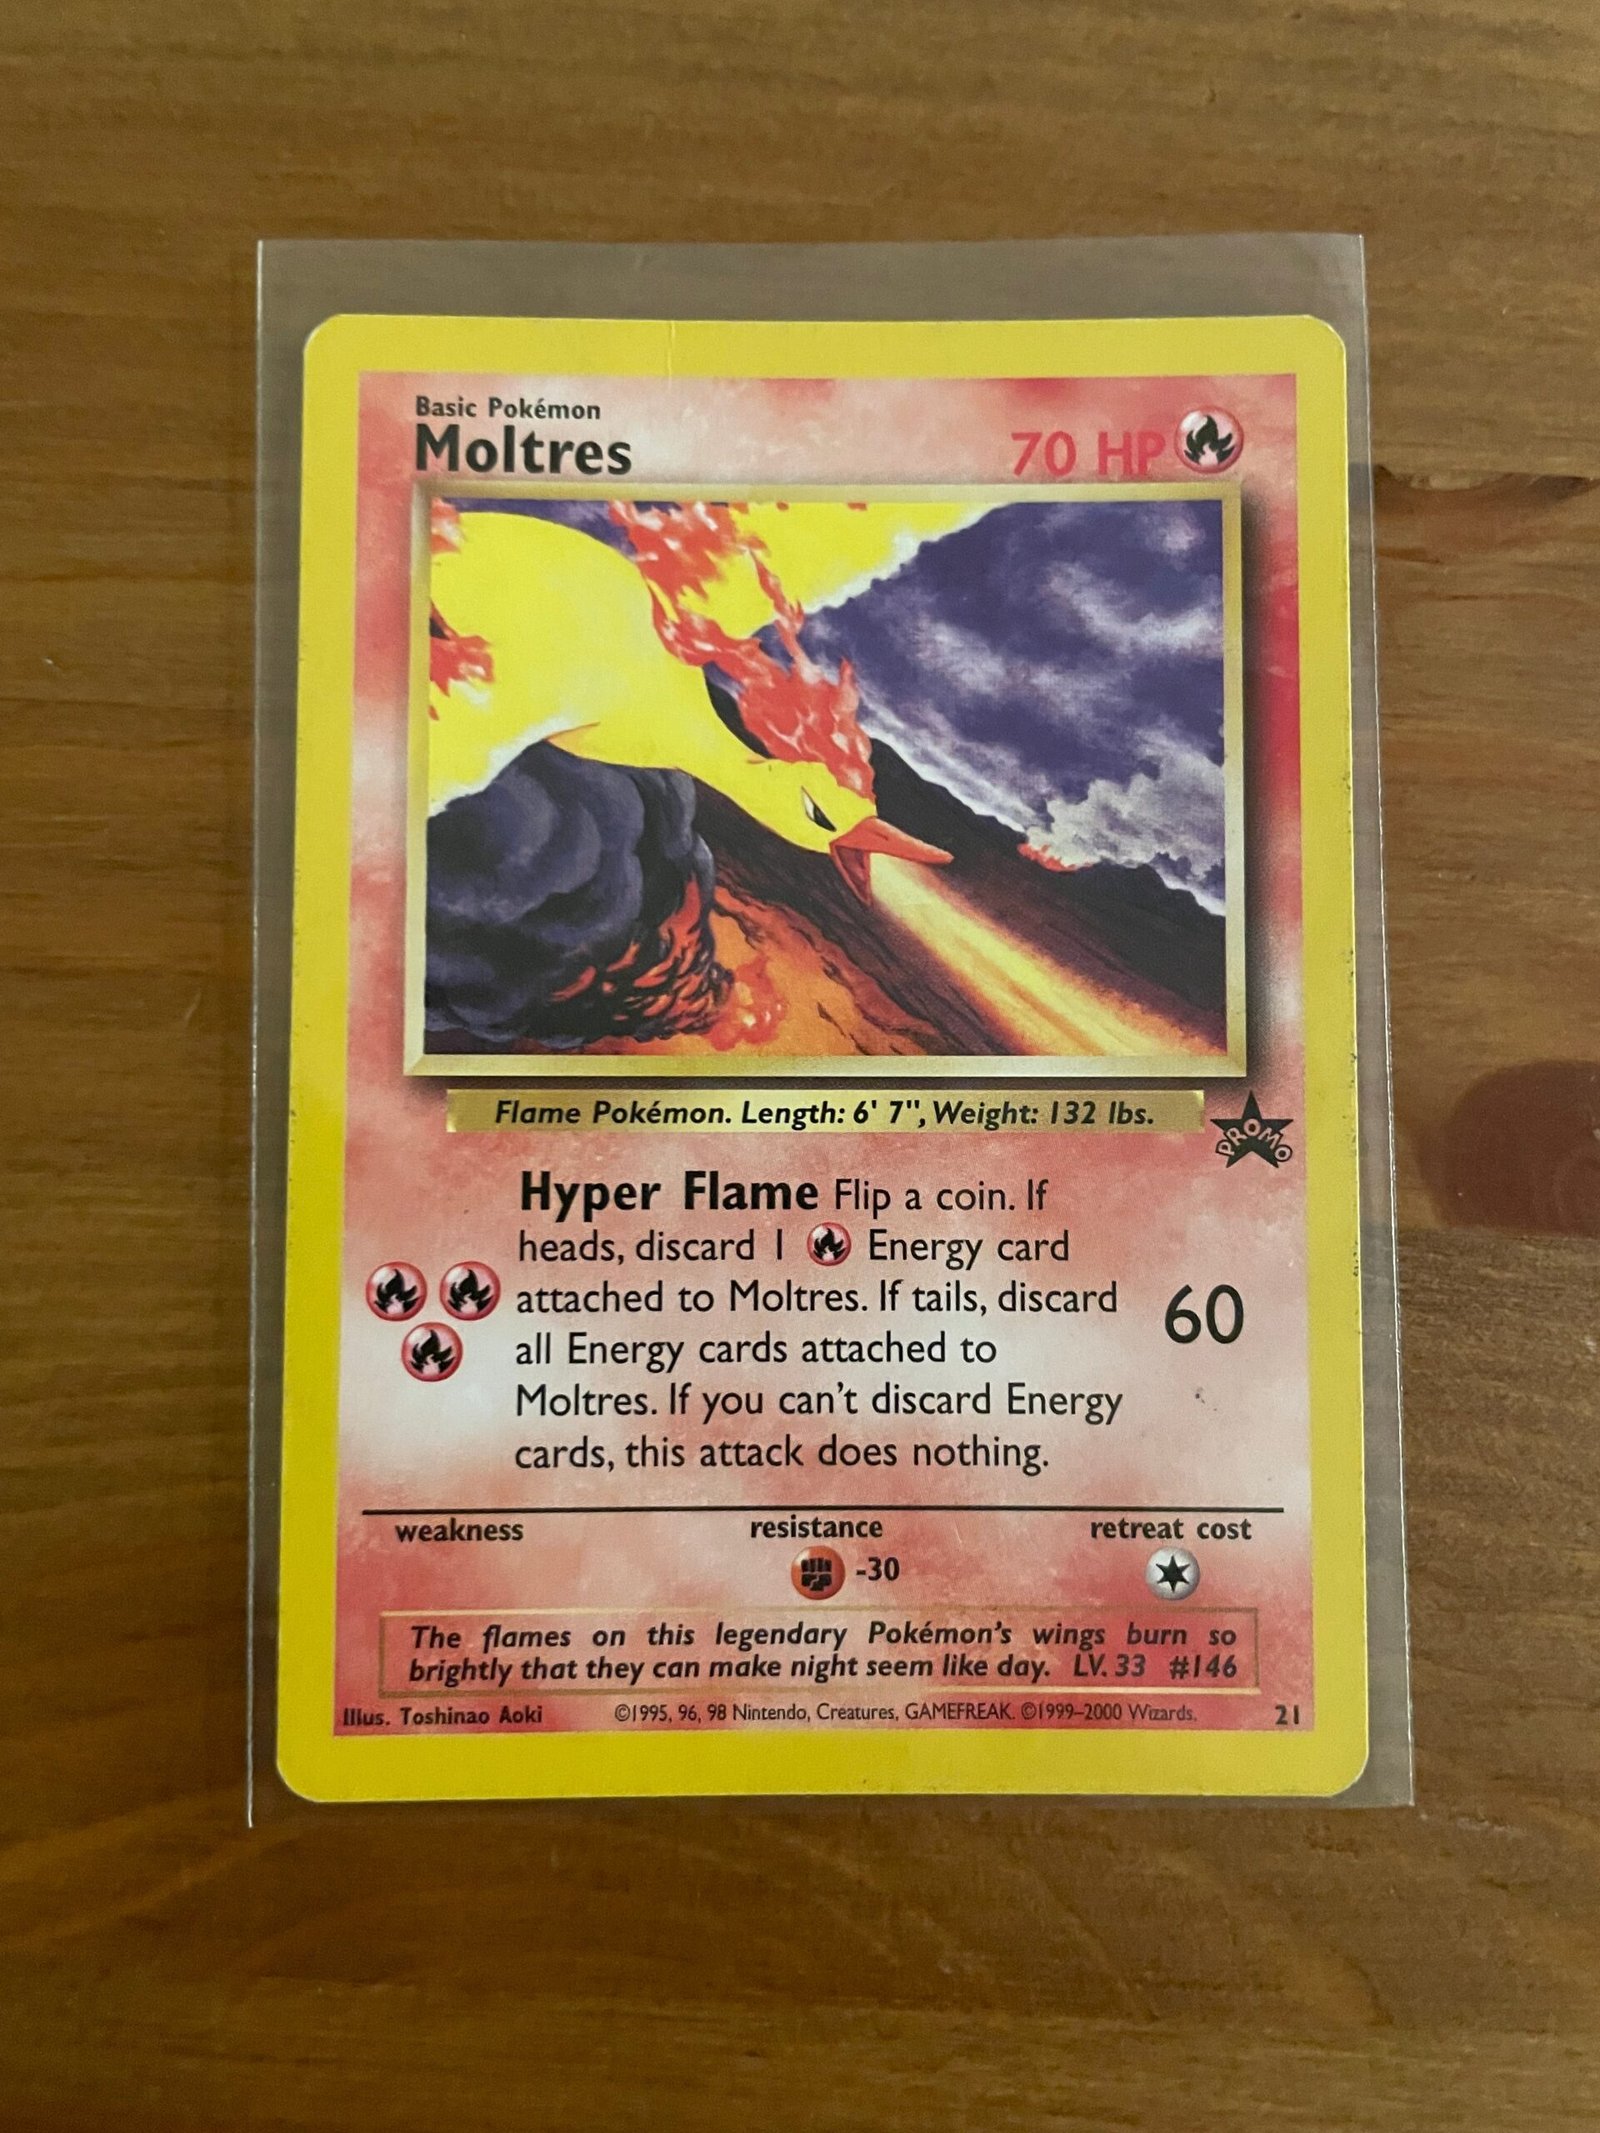 Basic Pokémon
Moltres
70 HP
Flame Pokémon. Length: 6' 7", Weight: 132 lbs.
PROMO
Hyper Flame Flip a coin. If
heads, discard 1 Energy card
attached to Moltres. If tails, discard
all Energy cards attached to
Moltres. If you can't discard Energy
cards, this attack does nothing.
60
weakness
resistance
retreat cost
-30
The flames on this legendary Pokémon's wings burn so
brightly that they can make night seem like day. LV. 33 #146
Illus. Toshinao Aoki
©1995, 96, 98 Nintendo, Creatures, GAMEFREAK. ©1999–2000 Wizards.
21